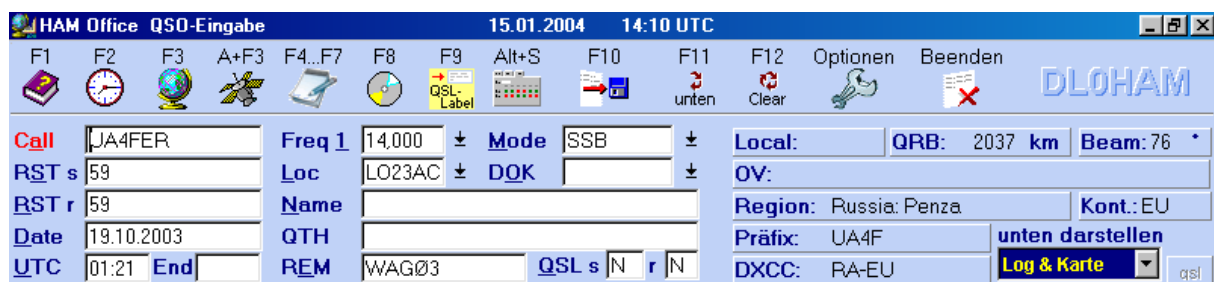 HAM Office QSO-Eingabe 15.01.2004 14:10 UTC
F1 F2 F3 A+F3 F4...F7 F8 F9 Alt+S F10 F11 F12 Optionen Beenden
QSL-Label unten Clear DLØHAM
Call UA4FER Freq 1 14,000 Mode SSB Local: QRB: 2037 km Beam: 76 °
RST s 59 Loc LO23AC DOK OV:
RST r 59 Name Region: Russia: Penza Kont.: EU
Date 19.10.2003 QTH Präfix: UA4F unten darstellen
UTC 01:21 End REM WAGØ3 QSL s N r N DXCC: RA-EU Log & Karte qsl